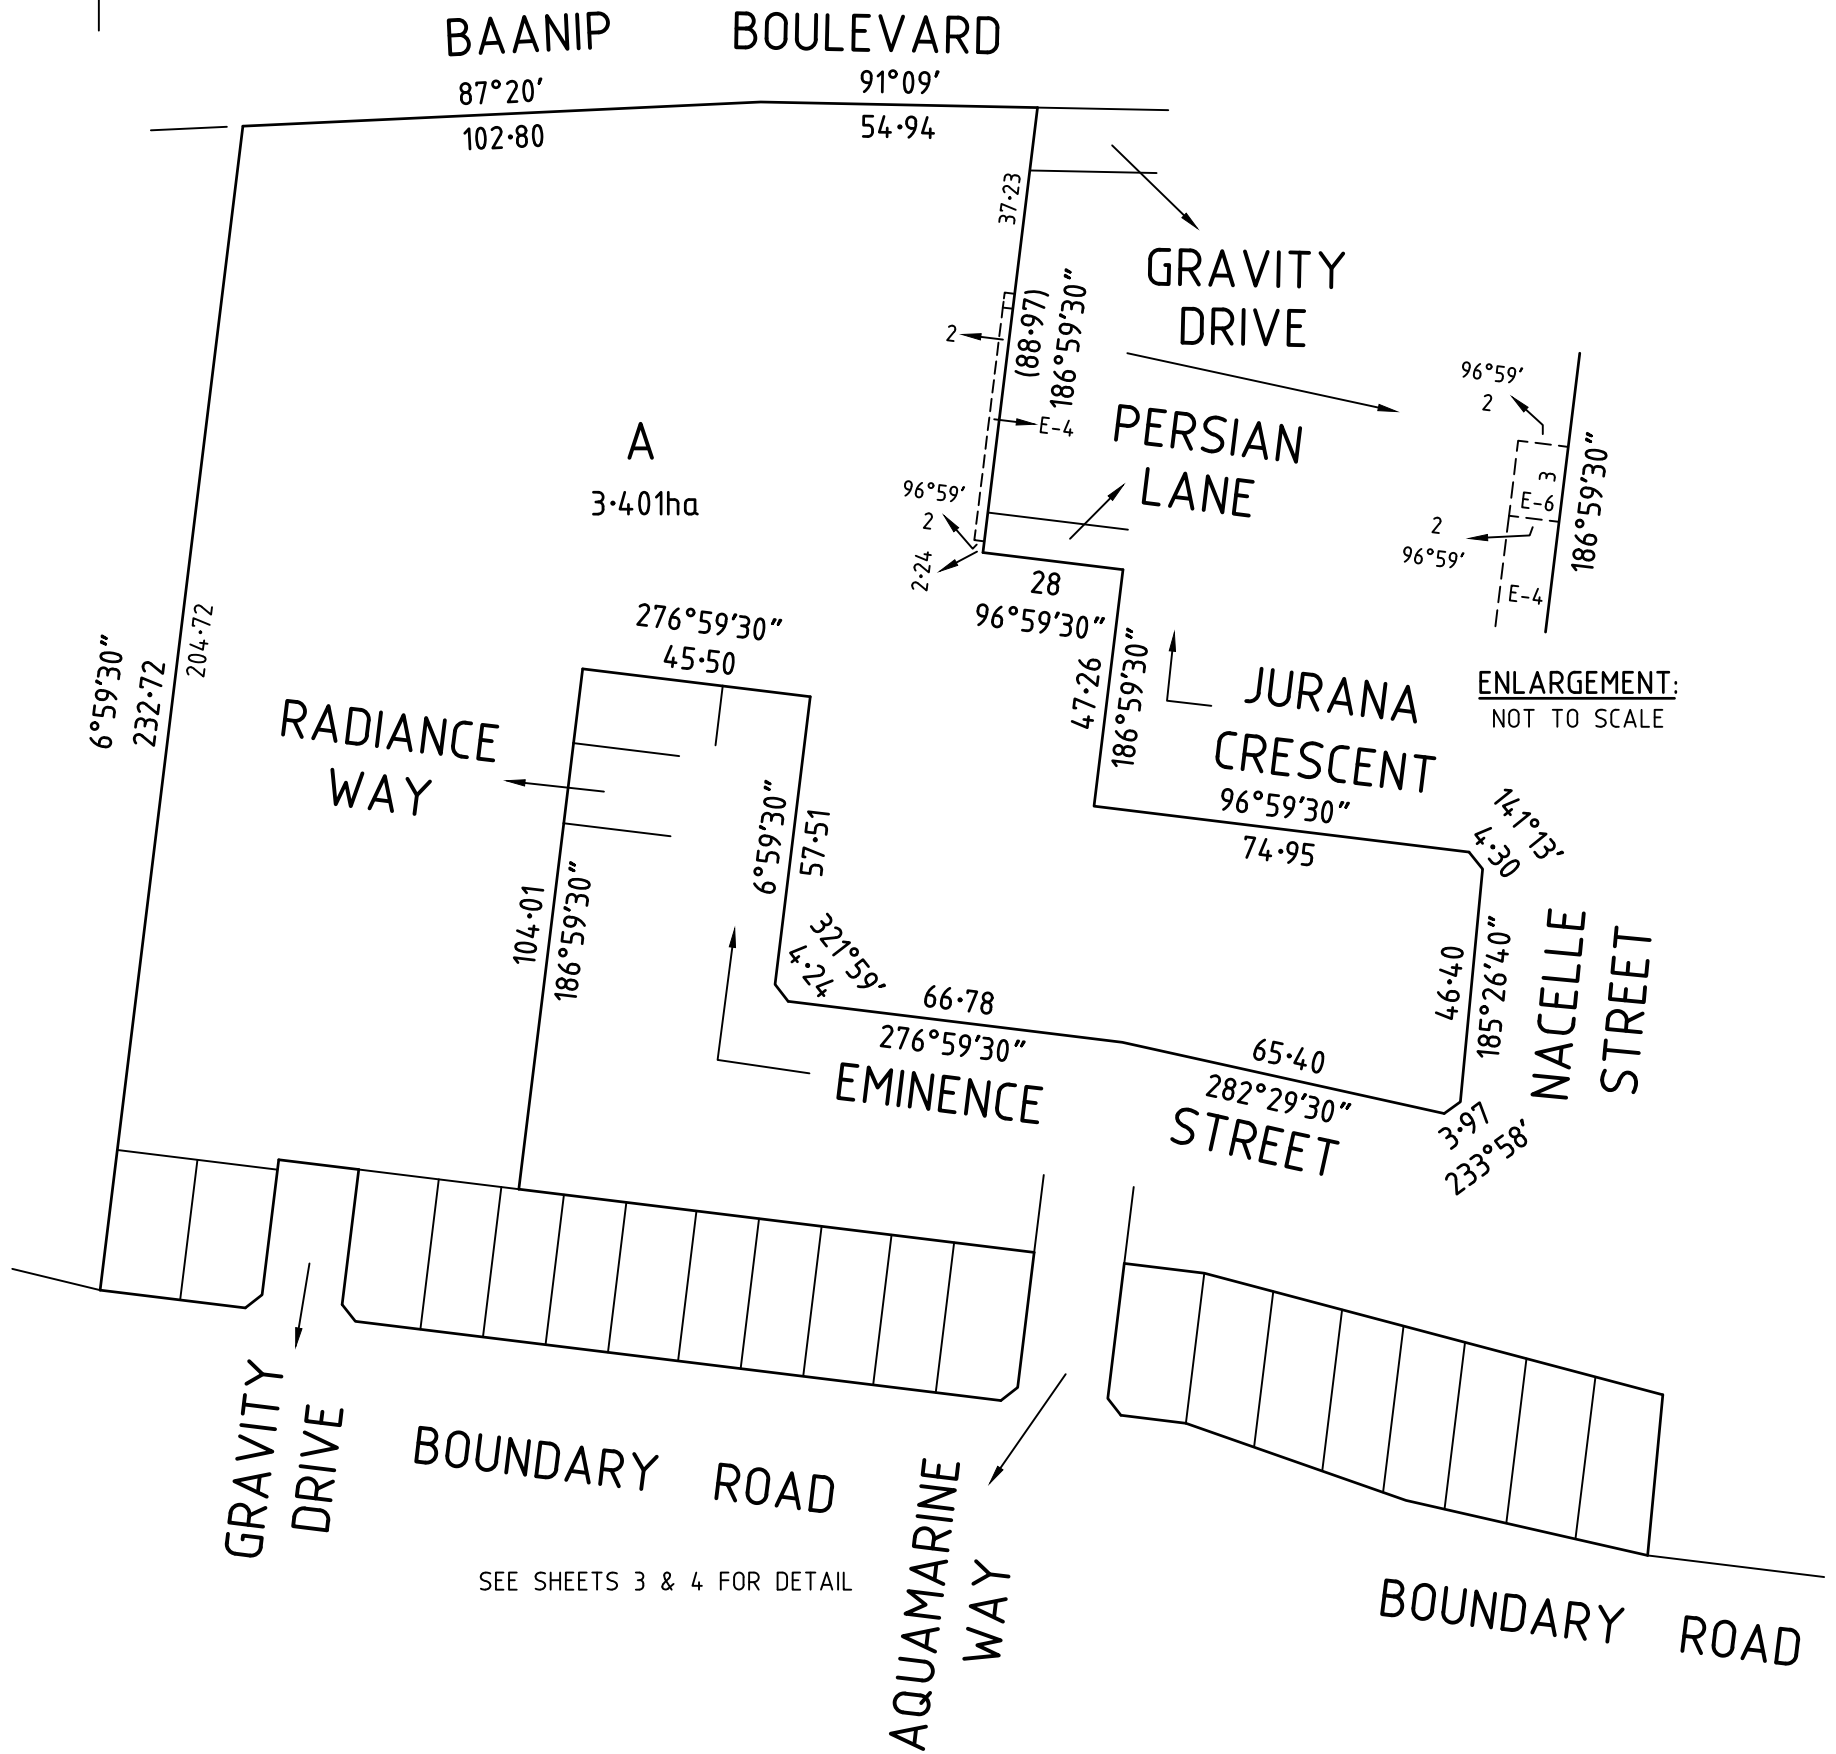 BAANIP BOULEVARD
87°20′
91°09′
102·80
54·94
37·23
GRAVITY
DRIVE
(88·97)
186°59′30″
2
E-4
96°59′
2
2·24
PERSIAN
LANE
96°59′
2
3
E-6
2
96°59′
E-4
186°59′30″
ENLARGEMENT:
NOT TO SCALE
A
3·401ha
28
96°59′30″
47·26
186°59′30″
JURANA
CRESCENT
96°59′30″
74·95
141°13′
4·30
276°59′30″
45·50
204·72
6°59′30″
232·72
RADIANCE
WAY
6°59′30″
57·51
104·01
186°59′30″
321°59′
4·24
66·78
276°59′30″
65·40
282°29′30″
EMINENCE
STREET
46·40
185°26′40″
NACELLE
STREET
3·97
233°58′
GRAVITY
DRIVE
BOUNDARY ROAD
AQUAMARINE
WAY
SEE SHEETS 3 & 4 FOR DETAIL
BOUNDARY ROAD